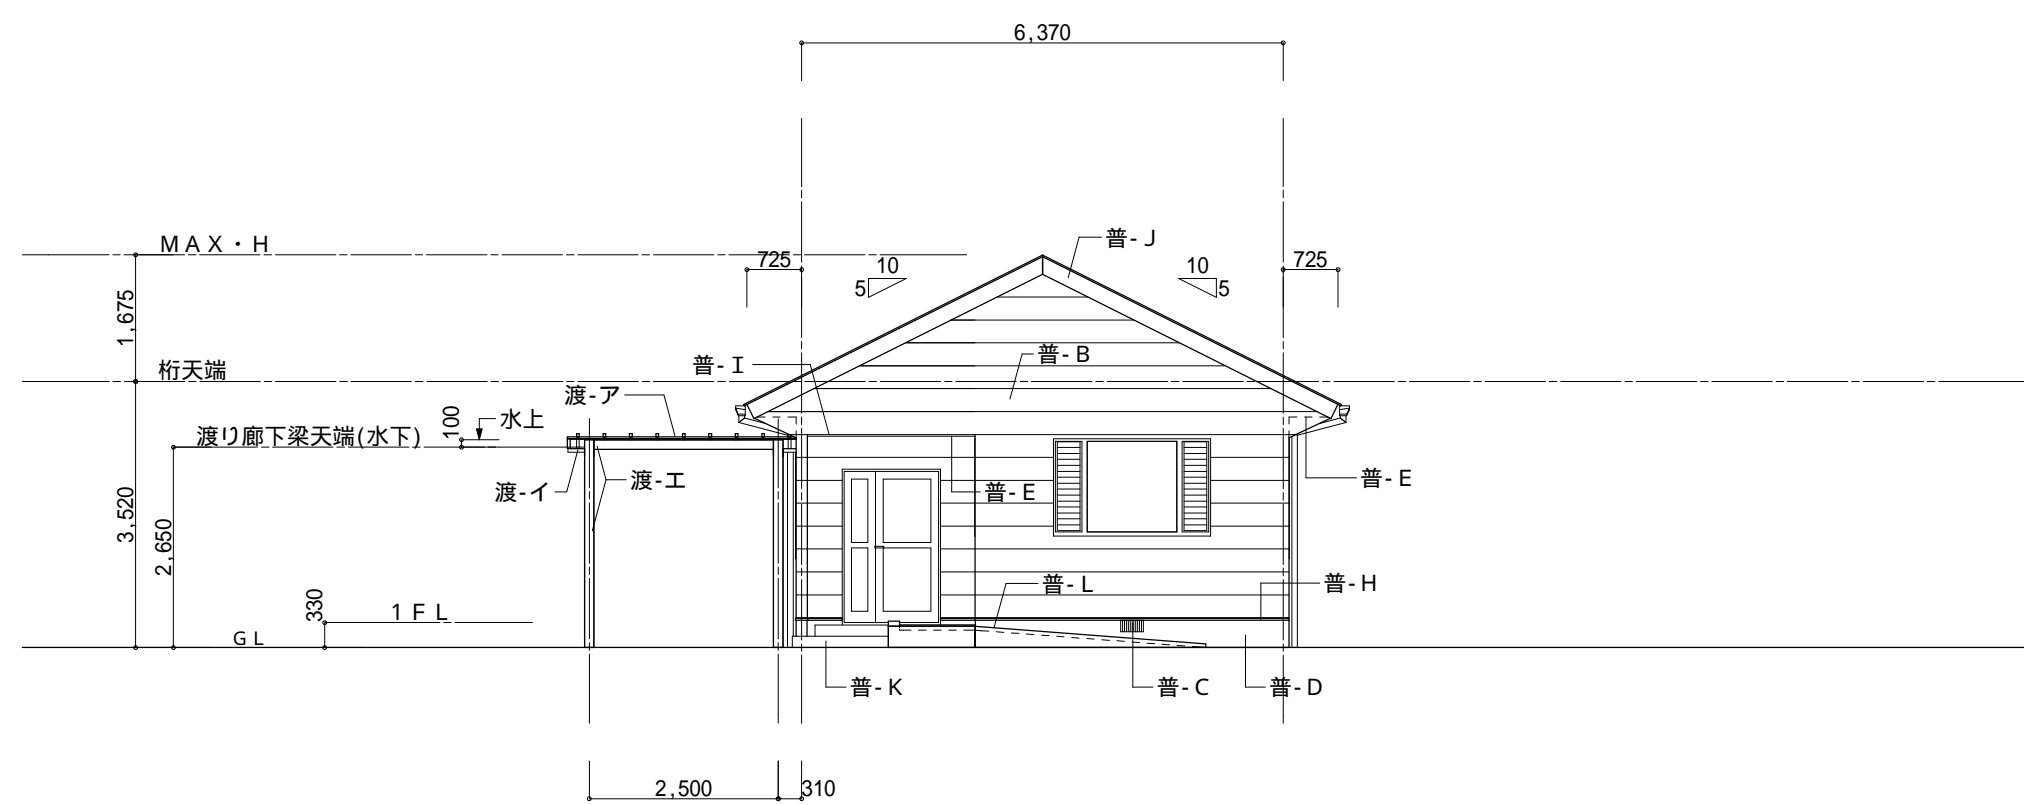 6,370
MAX・H
普-J
725
10
5
10
5
725
1,675
普-I
普-B
桁天端
渡-ア
100
水上
渡り廊下梁天端(水下)
渡-イ
渡-エ
普-E
普-E
3,520
2,650
330
1FL
普-L
普-H
GL
普-K
普-C
普-D
2,500
310